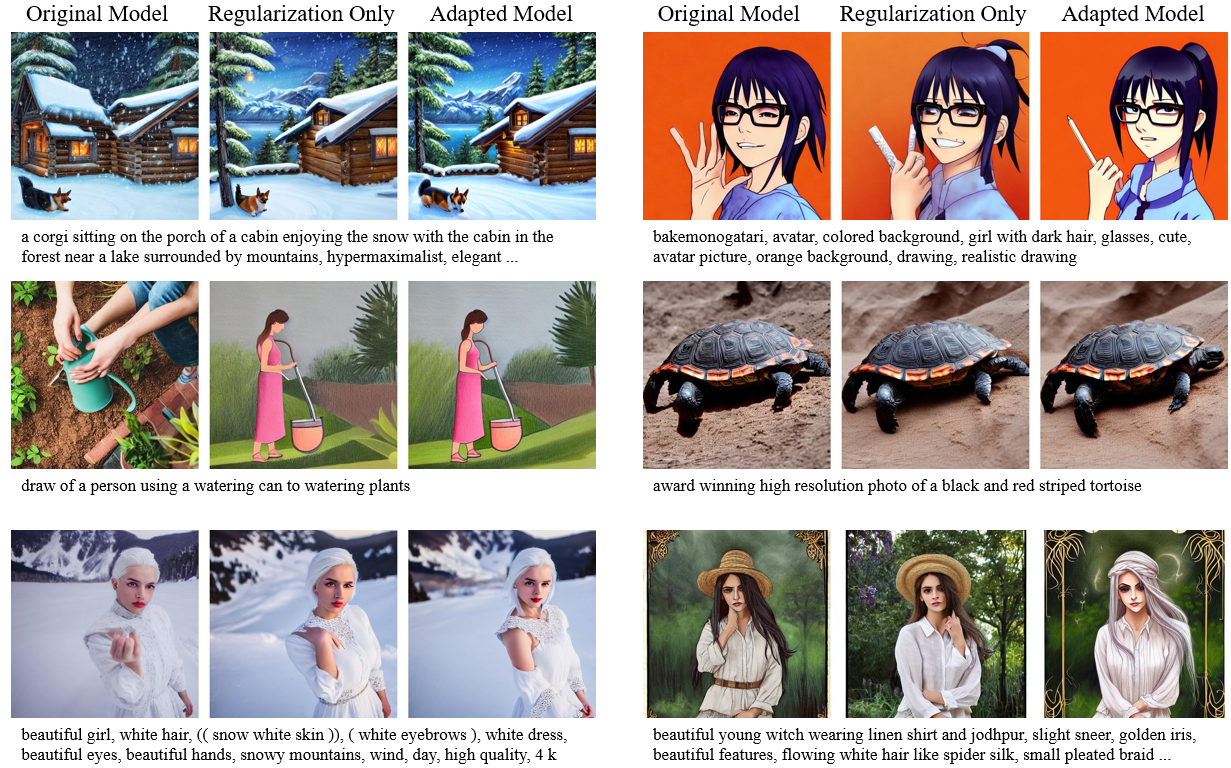 Original Model Regularization Only Adapted Model
a corgi sitting on the porch of a cabin enjoying the snow with the cabin in the
forest near a lake surrounded by mountains, hypermaximalist, elegant ...
draw of a person using a watering can to watering plants
beautiful girl, white hair, (( snow white skin )), ( white eyebrows ), white dress,
beautiful eyes, beautiful hands, snowy mountains, wind, day, high quality, 4 k
Original Model Regularization Only Adapted Model
bakemonogatari, avatar, colored background, girl with dark hair, glasses, cute,
avatar picture, orange background, drawing, realistic drawing
award winning high resolution photo of a black and red striped tortoise
beautiful young witch wearing linen shirt and jodhpur, slight sneer, golden iris,
beautiful features, flowing white hair like spider silk, small pleated braid ...